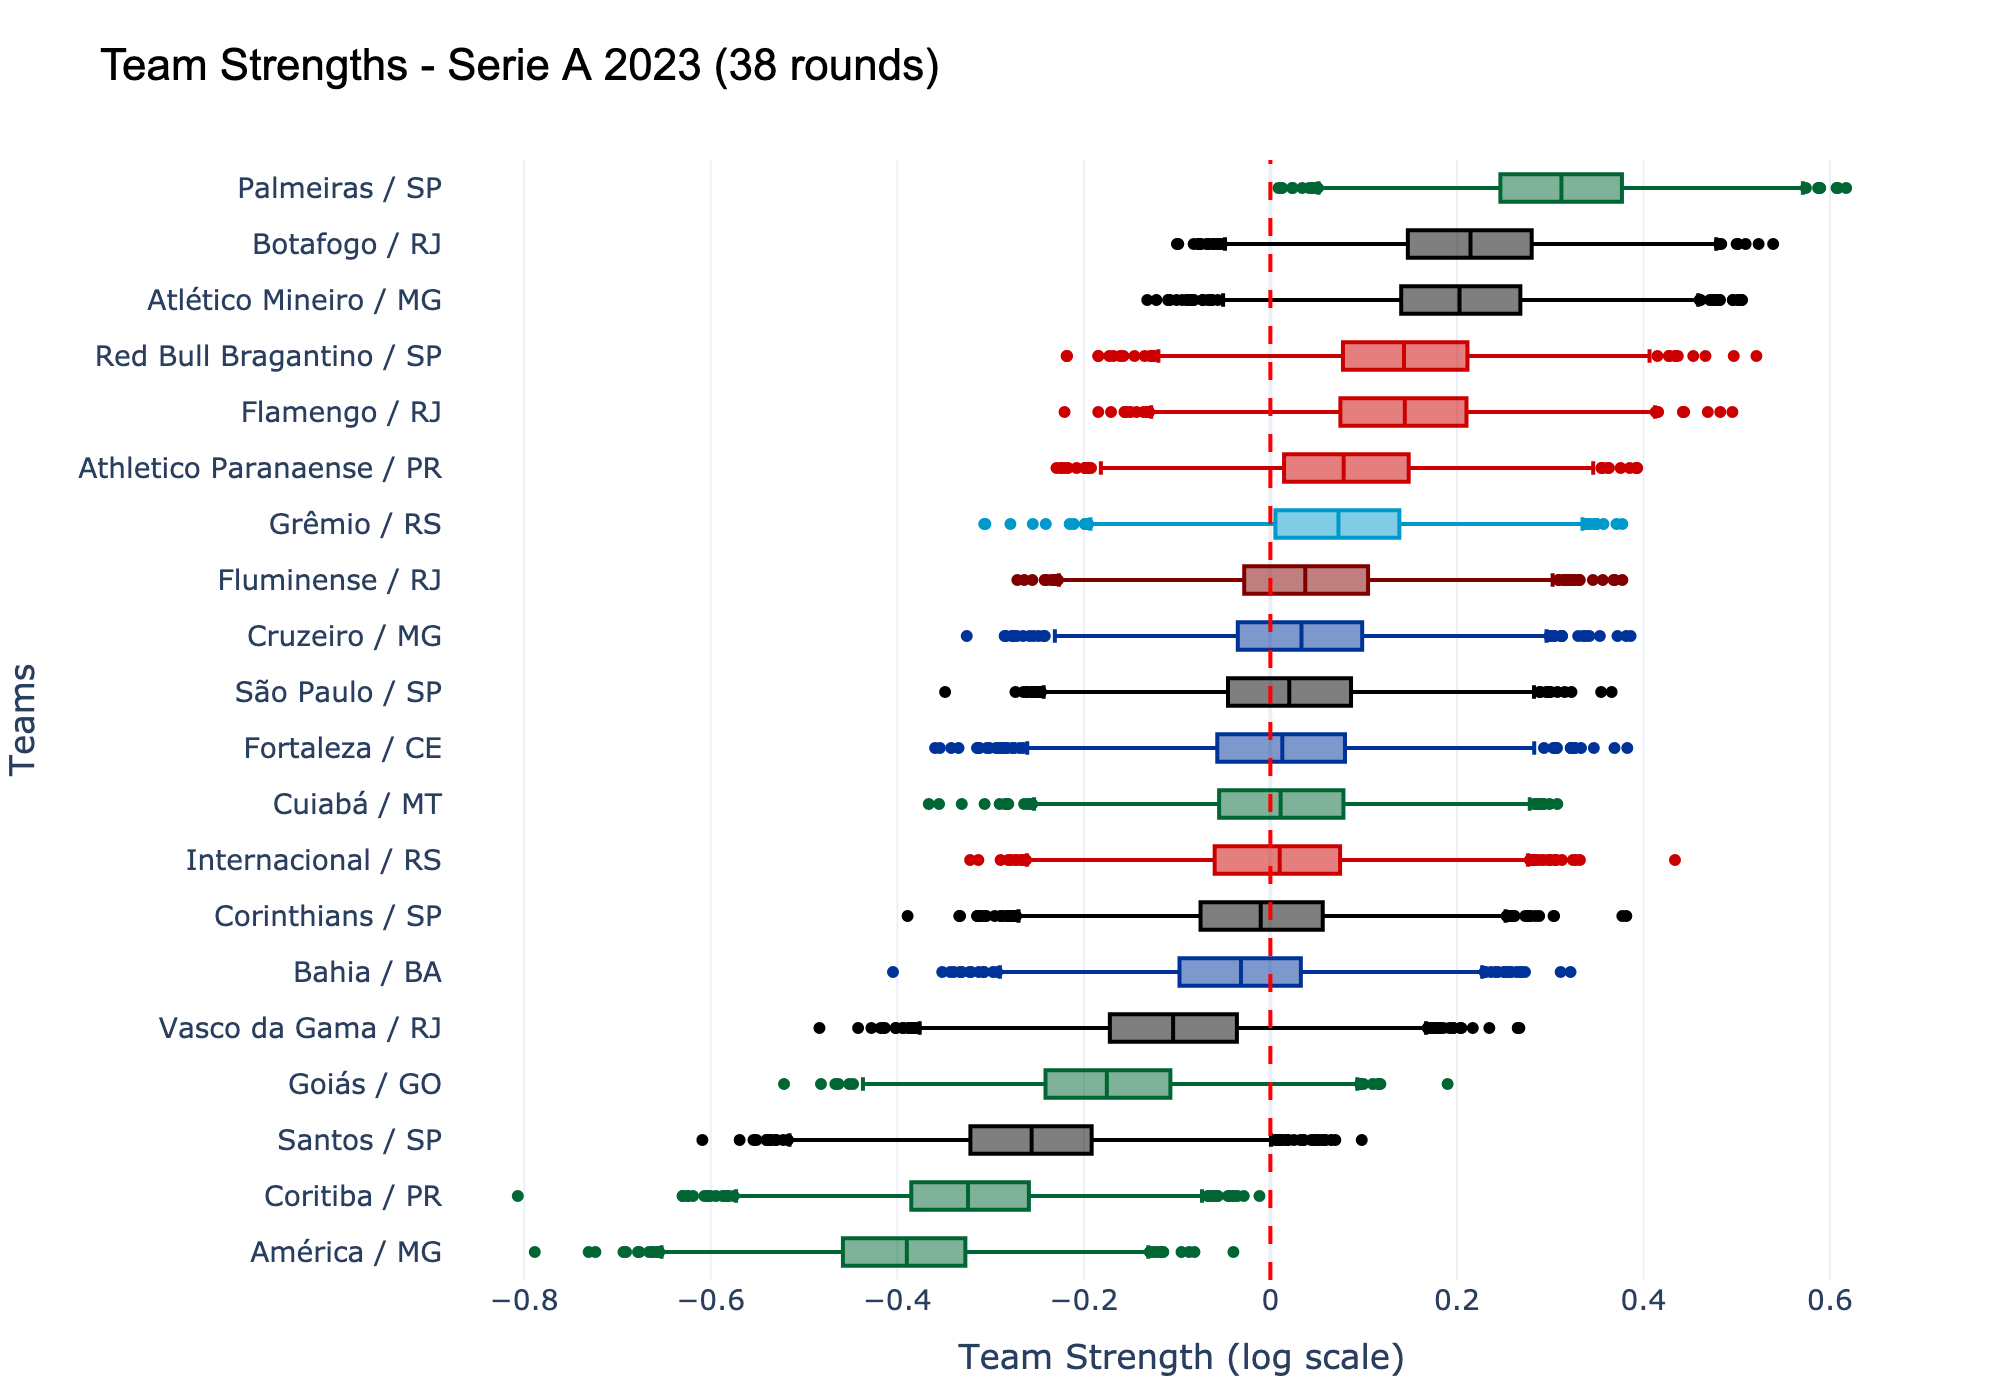 Team Strengths - Serie A 2023 (38 rounds)
Teams
Palmeiras / SP
Botafogo / RJ
Atlético Mineiro / MG
Red Bull Bragantino / SP
Flamengo / RJ
Athletico Paranaense / PR
Grêmio / RS
Fluminense / RJ
Cruzeiro / MG
São Paulo / SP
Fortaleza / CE
Cuiabá / MT
Internacional / RS
Corinthians / SP
Bahia / BA
Vasco da Gama / RJ
Goiás / GO
Santos / SP
Coritiba / PR
América / MG
−0.8 −0.6 −0.4 −0.2 0 0.2 0.4 0.6
Team Strength (log scale)